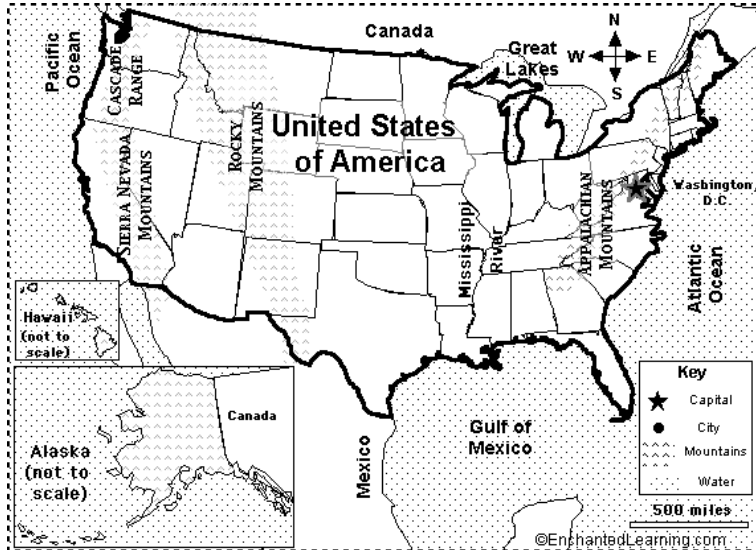 Canada
Pacific
Ocean
Great
Lakes
N
W E
S
CASCADE
RANGE
SIERRA NEVADA
MOUNTAINS
ROCKY
MOUNTAINS
United States
of America
Mississippi
River
APPALACHIAN
MOUNTAINS
Washington,
D.C.
Atlantic
Ocean
Hawaii
(not to
scale)
Alaska
(not to
scale)
Canada
Mexico
Gulf of
Mexico
Key
Capital
City
Mountains
Water
500 miles
©EnchantedLearning.com